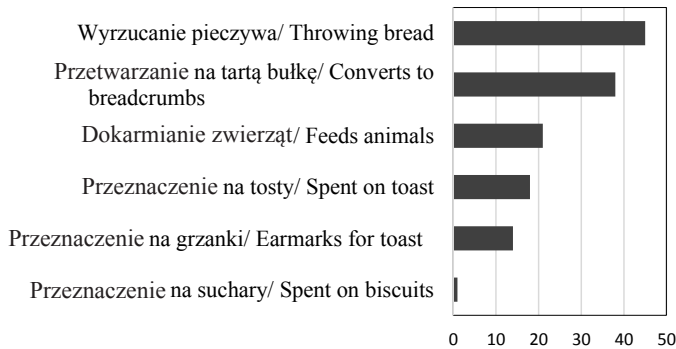 Wyrzucanie pieczywa/ Throwing bread
Przetwarzanie na tartą bułkę/ Converts to
breadcrumbs
Dokarmianie zwierząt/ Feeds animals
Przeznaczenie na tosty/ Spent on toast
Przeznaczenie na grzanki/ Earmarks for toast
Przeznaczenie na suchary/ Spent on biscuits
0 10 20 30 40 50